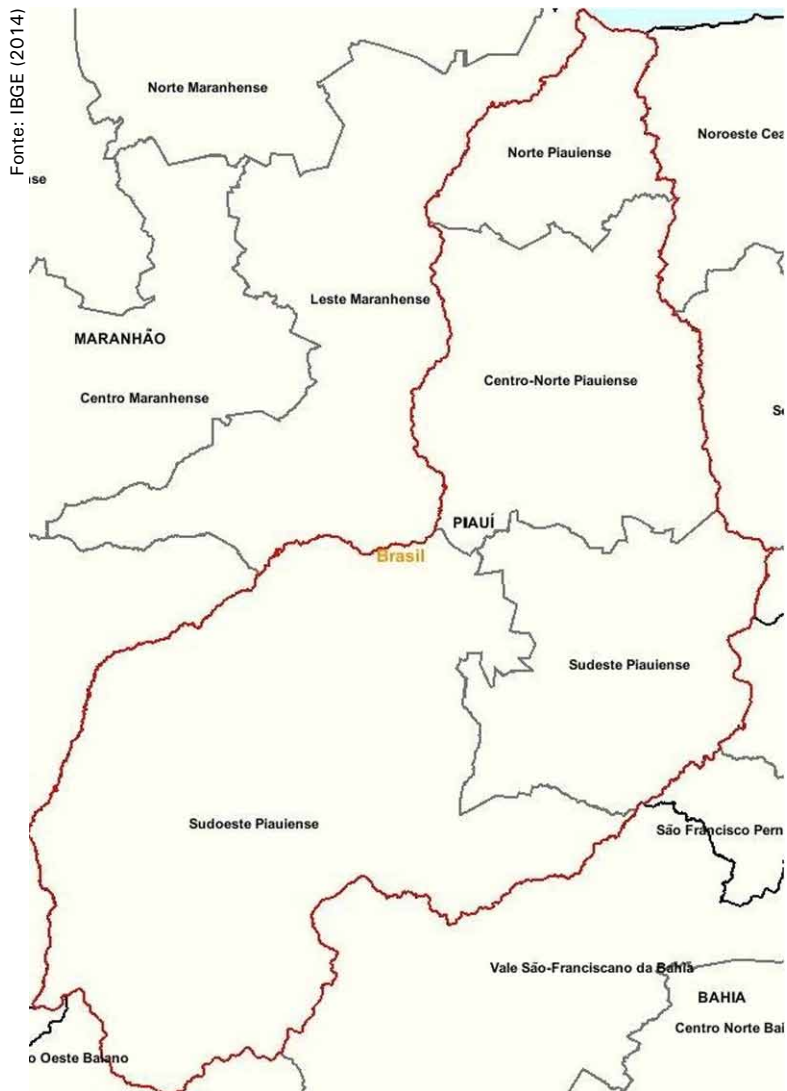 Fonte: IBGE (2014)
Norte Maranhense
Noroeste Cea
Norte Piauiense
se
Leste Maranhense
MARANHÃO
Centro-Norte Piauiense
Centro Maranhense
S
PIAUÍ
Brasil
Sudeste Piauiense
Sudoeste Piauiense
São Francisco Pern
Vale São-Franciscano da Bahia
BAHIA
Centro Norte Bai
o Oeste Baiano